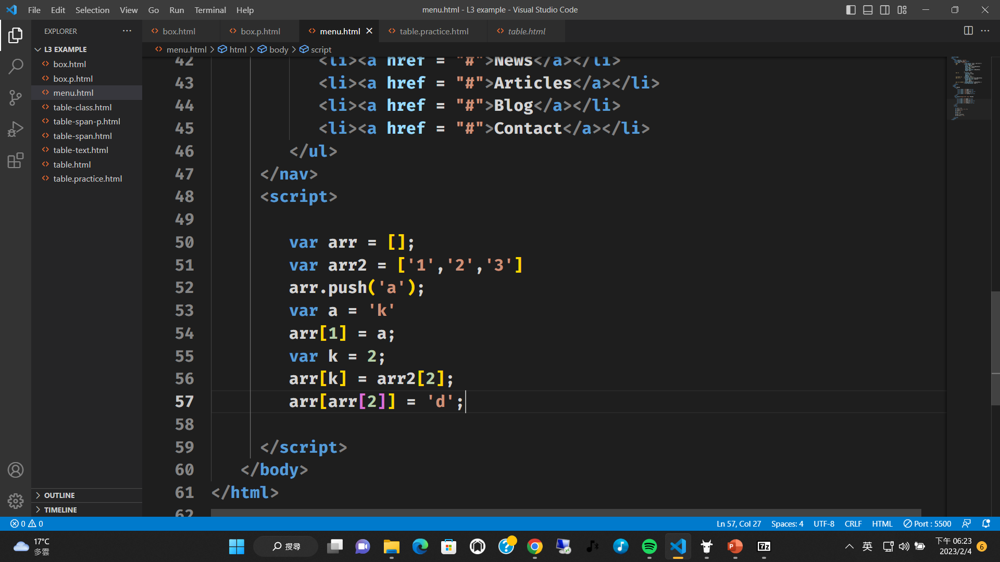 File Edit Selection View Go Run Terminal Help
menu.html - L3 example - Visual Studio Code
EXPLORER
L3 EXAMPLE
box.html
box.p.html
menu.html
table-class.html
table-span-p.html
table-span.html
table-text.html
table.html
table.practice.html
OUTLINE
TIMELINE
box.html box.p.html menu.html table.practice.html table.html
menu.html > html > body > script
42 <li><a href = "#">News</a></li>
43 <li><a href = "#">Articles</a></li>
44 <li><a href = "#">Blog</a></li>
45 <li><a href = "#">Contact</a></li>
46 </ul>
47 </nav>
48 <script>
49
50 var arr = [];
51 var arr2 = ['1','2','3']
52 arr.push('a');
53 var a = 'k'
54 arr[1] = a;
55 var k = 2;
56 arr[k] = arr2[2];
57 arr[arr[2]] = 'd';
58
59 </script>
60 </body>
61 </html>
62
0 0
Ln 57, Col 27 Spaces: 4 UTF-8 CRLF HTML Port : 5500
17°C
多雲
搜尋
英
下午 06:23
2023/2/4
6